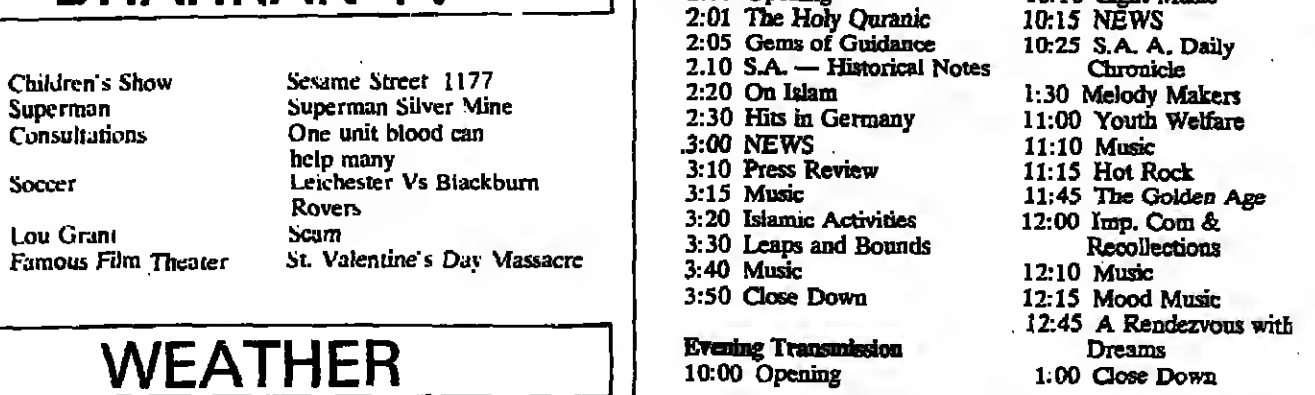 Children's Show Sesame Street 1177
Superman Superman Silver Mine
Consultations One unit blood can
help many
Soccer Leichester Vs Blackburn
Rovers
Lou Grant Scam
Famous Film Theater St. Valentine's Day Massacre
WEATHER
2:01 The Holy Quranic
2:05 Gems of Guidance
2.10 S.A. — Historical Notes
2:20 On Islam
2:30 Hits in Germany
3:00 NEWS
3:10 Press Review
3:15 Music
3:20 Islamic Activities
3:30 Leaps and Bounds
3:40 Music
3:50 Close Down
Evening Transmission
10:00 Opening
10:15 NEWS
10:25 S.A. A. Daily
Chronicle
1:30 Melody Makers
11:00 Youth Welfare
11:10 Music
11:15 Hot Rock
11:45 The Golden Age
12:00 Imp. Com &
Recollections
12:10 Music
12:15 Mood Music
12:45 A Rendezvous with
Dreams
1:00 Close Down